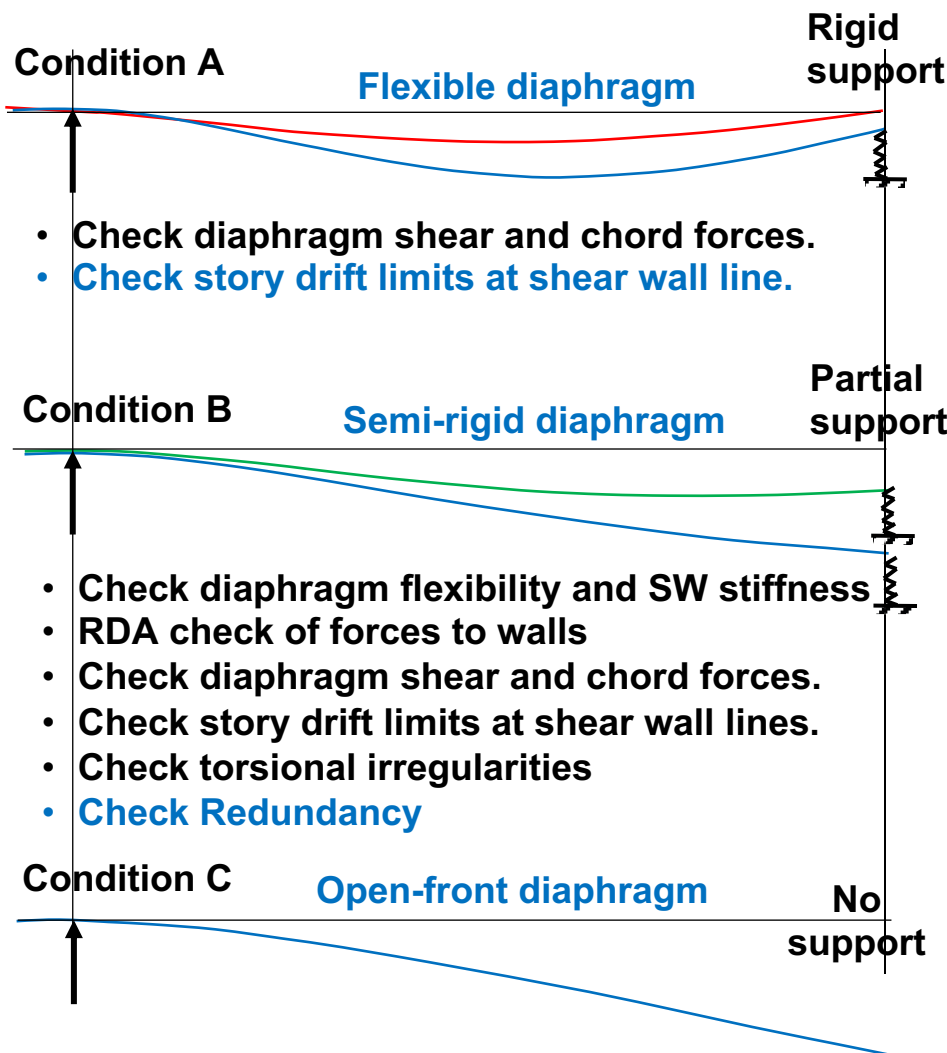 Condition A
Flexible diaphragm
Rigid
support
• Check diaphragm shear and chord forces.
• Check story drift limits at shear wall line.
Condition B
Semi-rigid diaphragm
Partial
support
• Check diaphragm flexibility and SW stiffness
• RDA check of forces to walls
• Check diaphragm shear and chord forces.
• Check story drift limits at shear wall lines.
• Check torsional irregularities
• Check Redundancy
Condition C
Open-front diaphragm
No
support